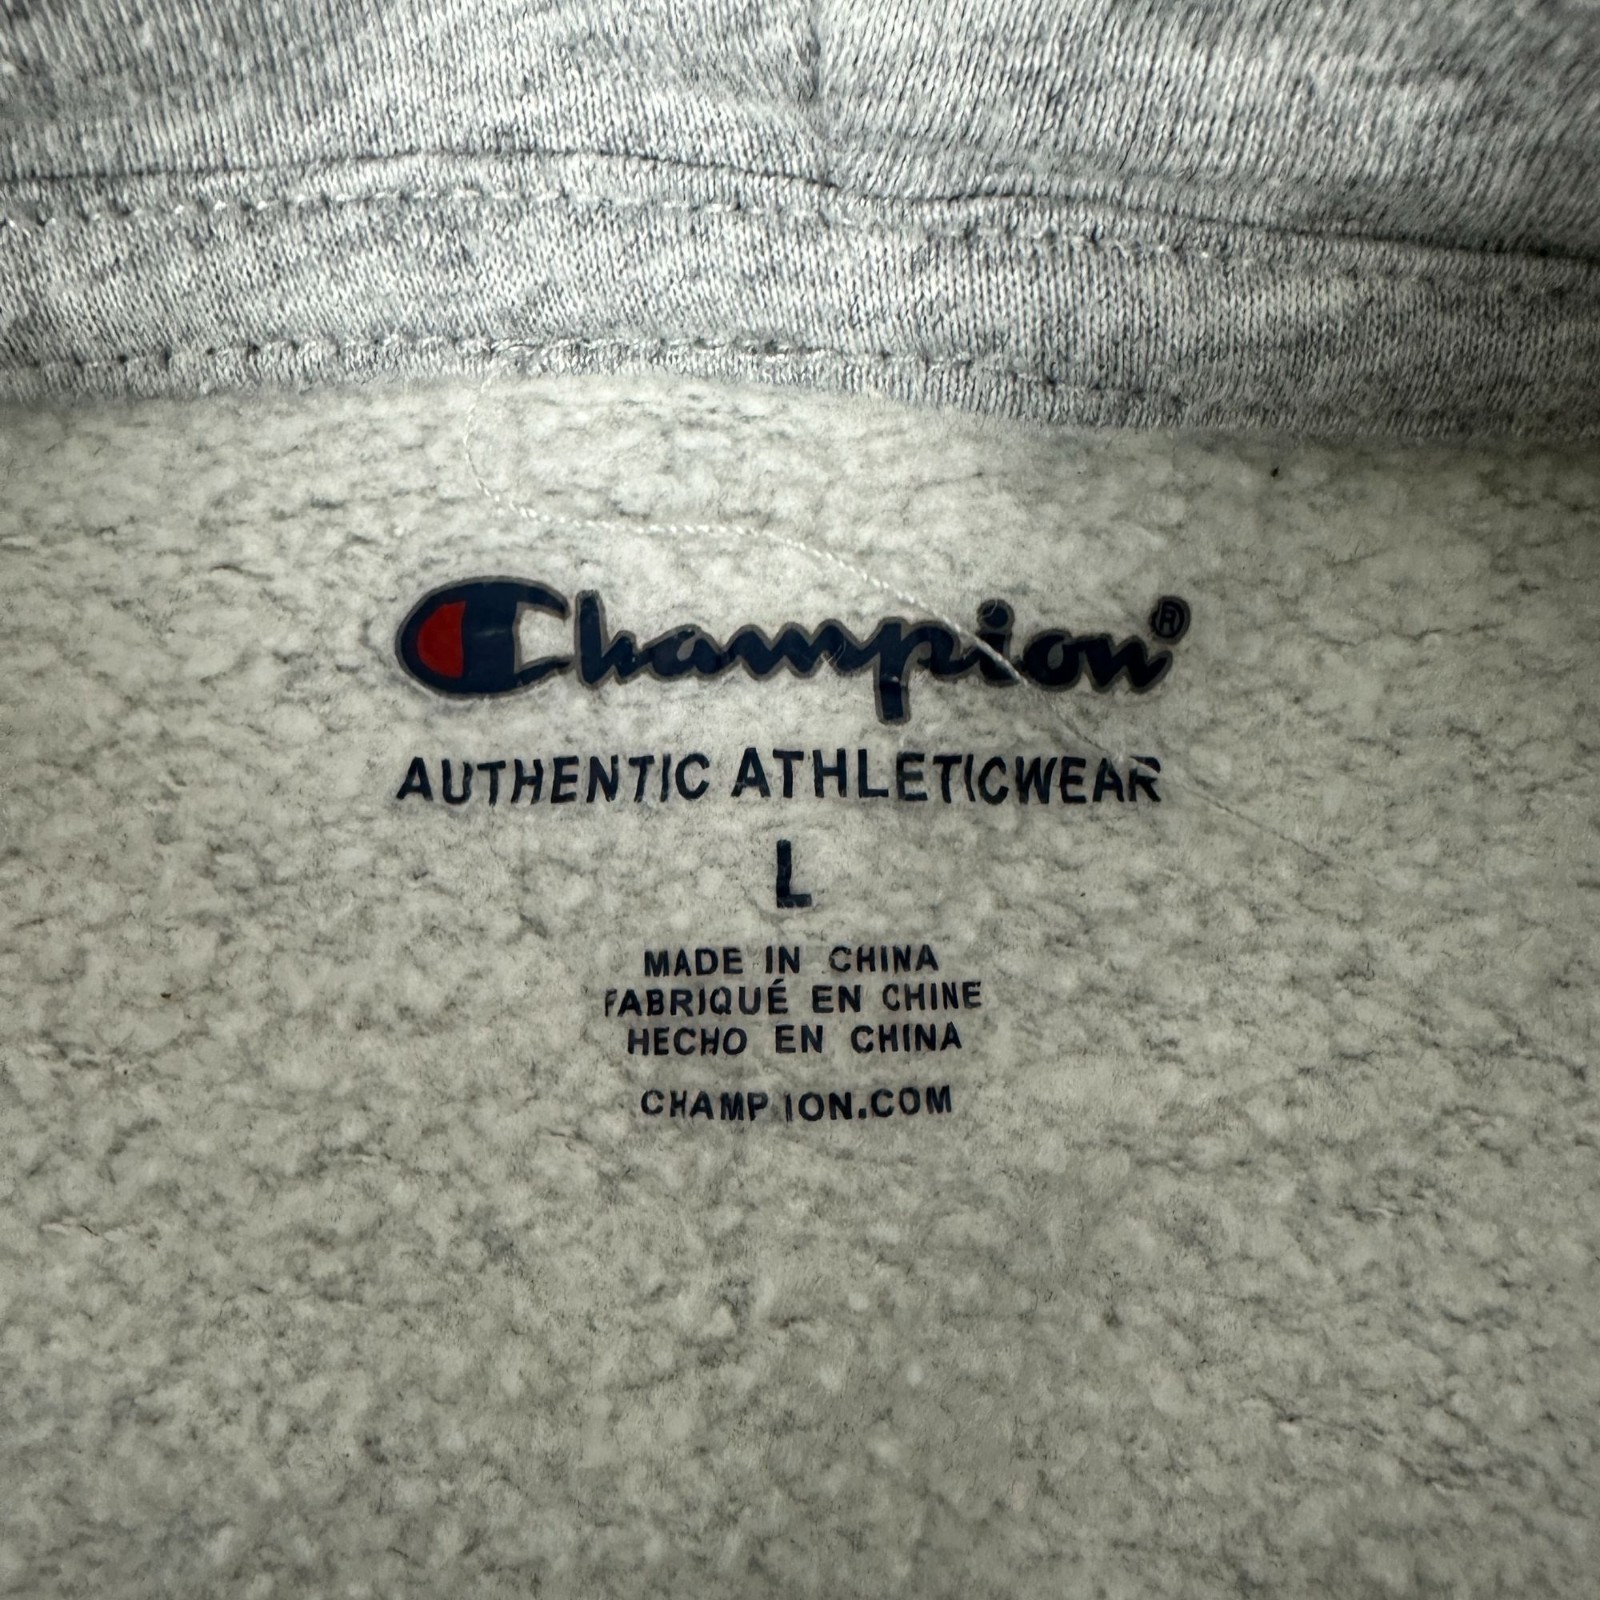 Champion®
AUTHENTIC ATHLETICWEAR
L
MADE IN CHINA
FABRIQUÉ EN CHINE
HECHO EN CHINA
CHAMPION.COM